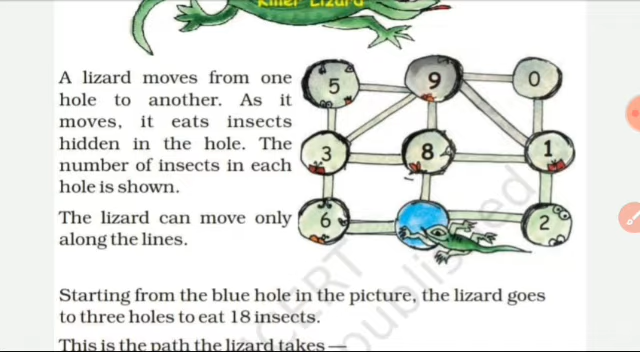 Killer Lizard
A lizard moves from one
hole to another. As it
moves, it eats insects
hidden in the hole. The
number of insects in each
hole is shown.
The lizard can move only
along the lines.
5 9 0
3 8 1
6 2
Starting from the blue hole in the picture, the lizard goes
to three holes to eat 18 insects.
This is the path the lizard takes —